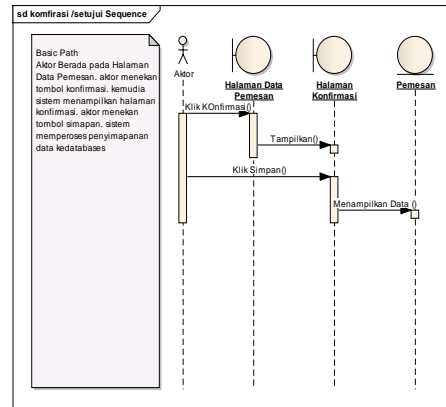 sd komfirasi /setujui Sequence
Basic Path
Aktor Berada pada Halaman
Data Pemesan. aktor menekan
tombol konfirmasi. kemudia
sistem menampilkan halaman
konfirmasi. aktor menekan
tombol simapan. sistem
memperoses penyimapanan
data kedatabases
Aktor
Halaman Data
Pemesan
Halaman
Konfirmasi
Pemesan
Klik KOnfirmasi()
Tampilkan()
Klik Simpan()
Menampilkan Data ()